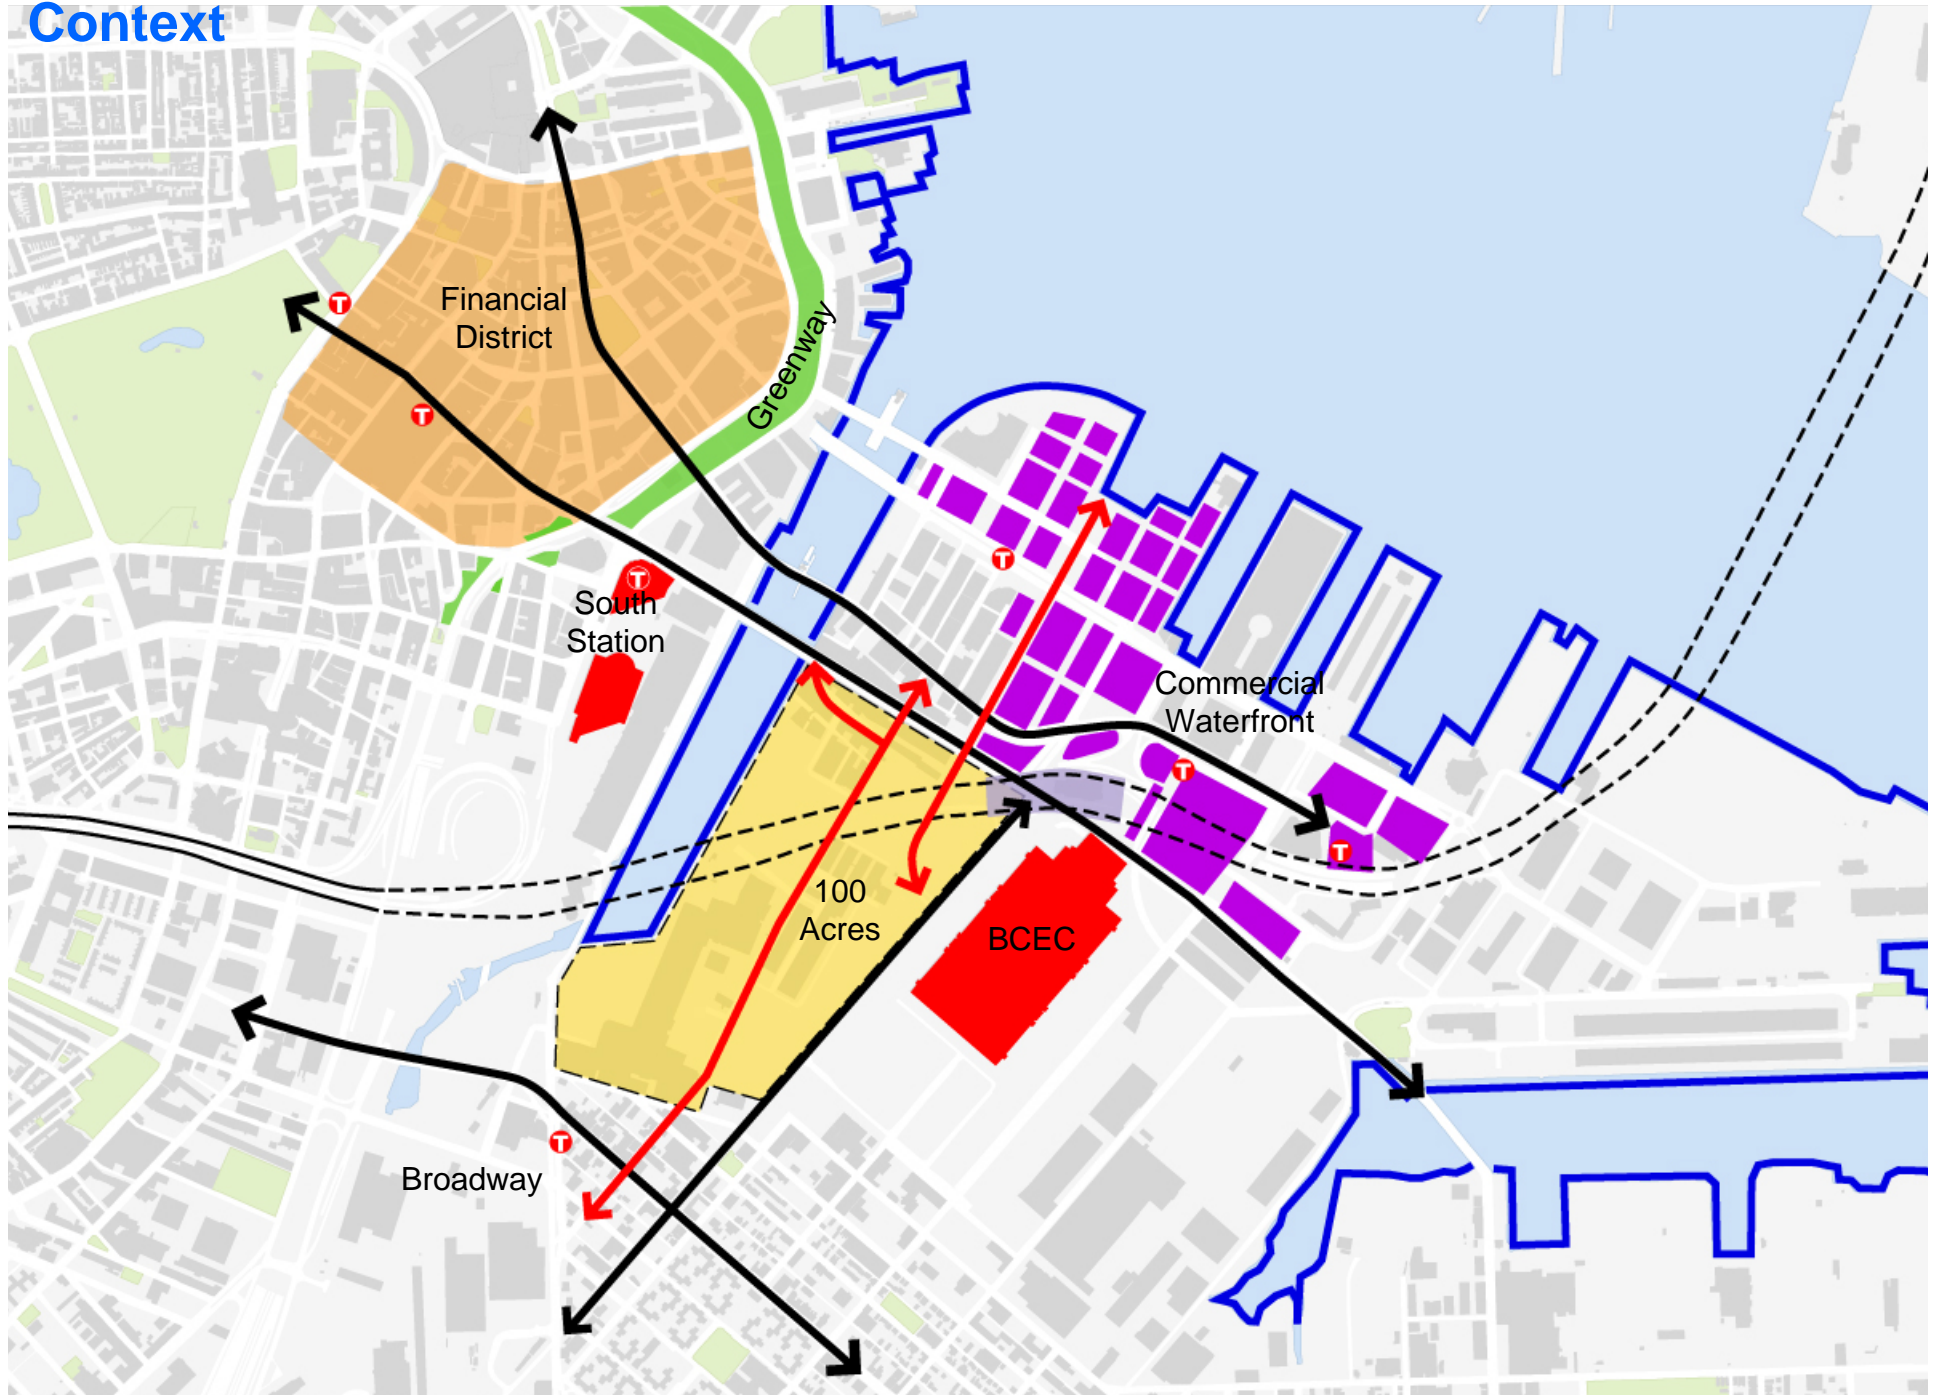 Context
T
Financial
District
Greenway
T
T
T
South
Station
Commercial
Waterfront
T
T
100
Acres
BCEC
T
Broadway